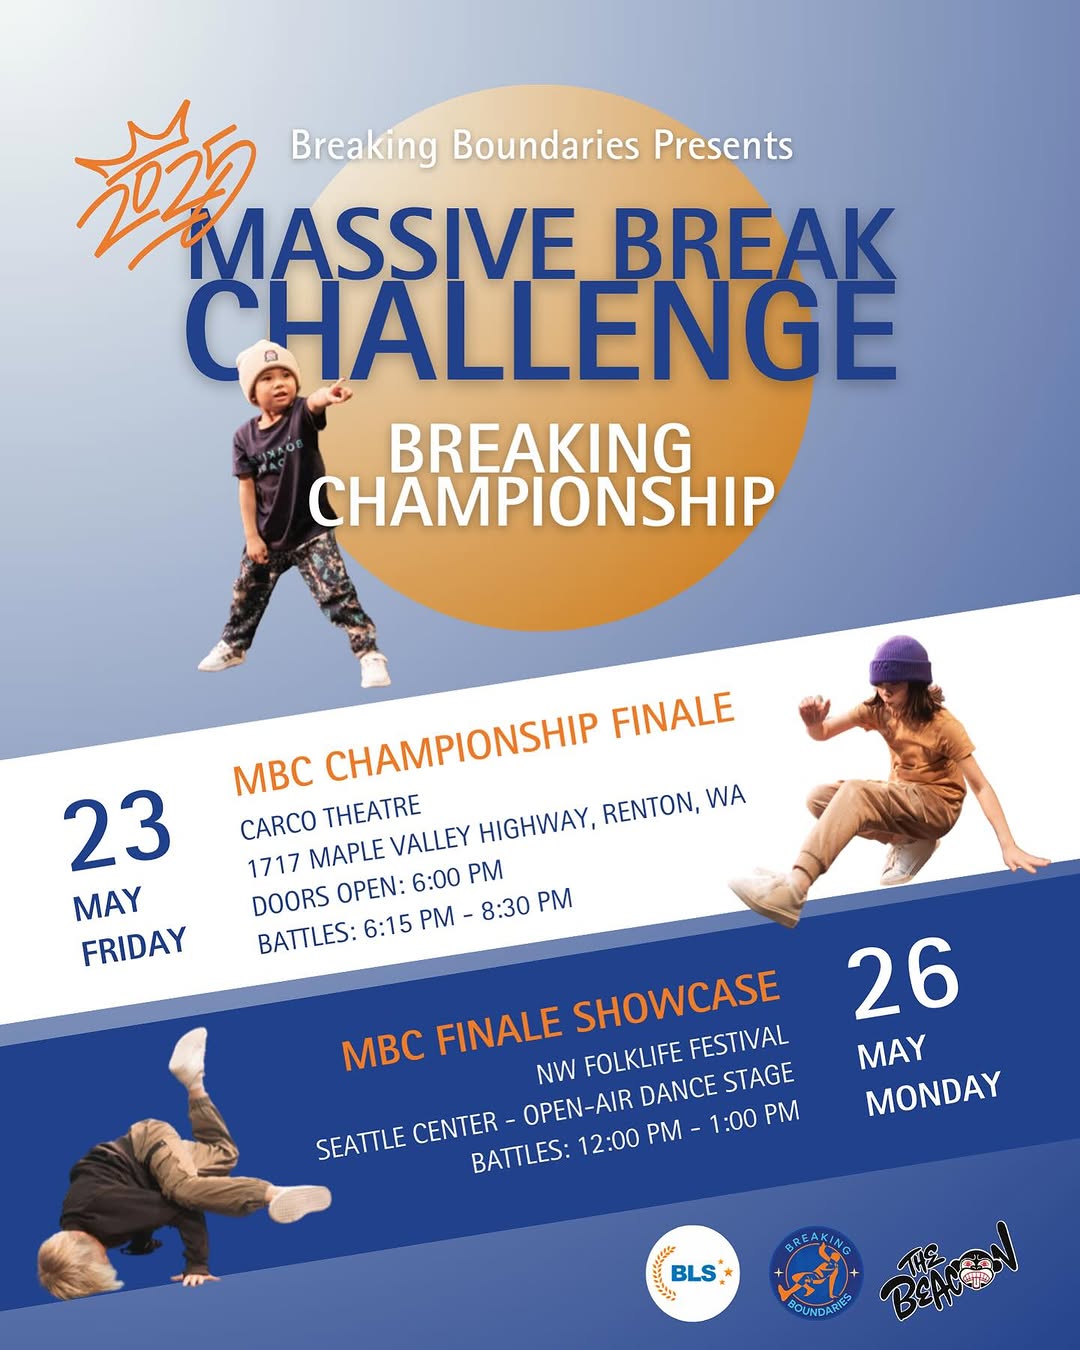 2025
Breaking Boundaries Presents
MASSIVE BREAK
CHALLENGE
BREAKING
CHAMPIONSHIP
23
MAY
FRIDAY
MBC CHAMPIONSHIP FINALE
CARCO THEATRE
1717 MAPLE VALLEY HIGHWAY, RENTON, WA
DOORS OPEN: 6:00 PM
BATTLES: 6:15 PM - 8:30 PM
MBC FINALE SHOWCASE
NW FOLKLIFE FESTIVAL
SEATTLE CENTER - OPEN-AIR DANCE STAGE
BATTLES: 12:00 PM - 1:00 PM
26
MAY
MONDAY
BLS
BREAKING
BOUNDARIES
THE
BEACON